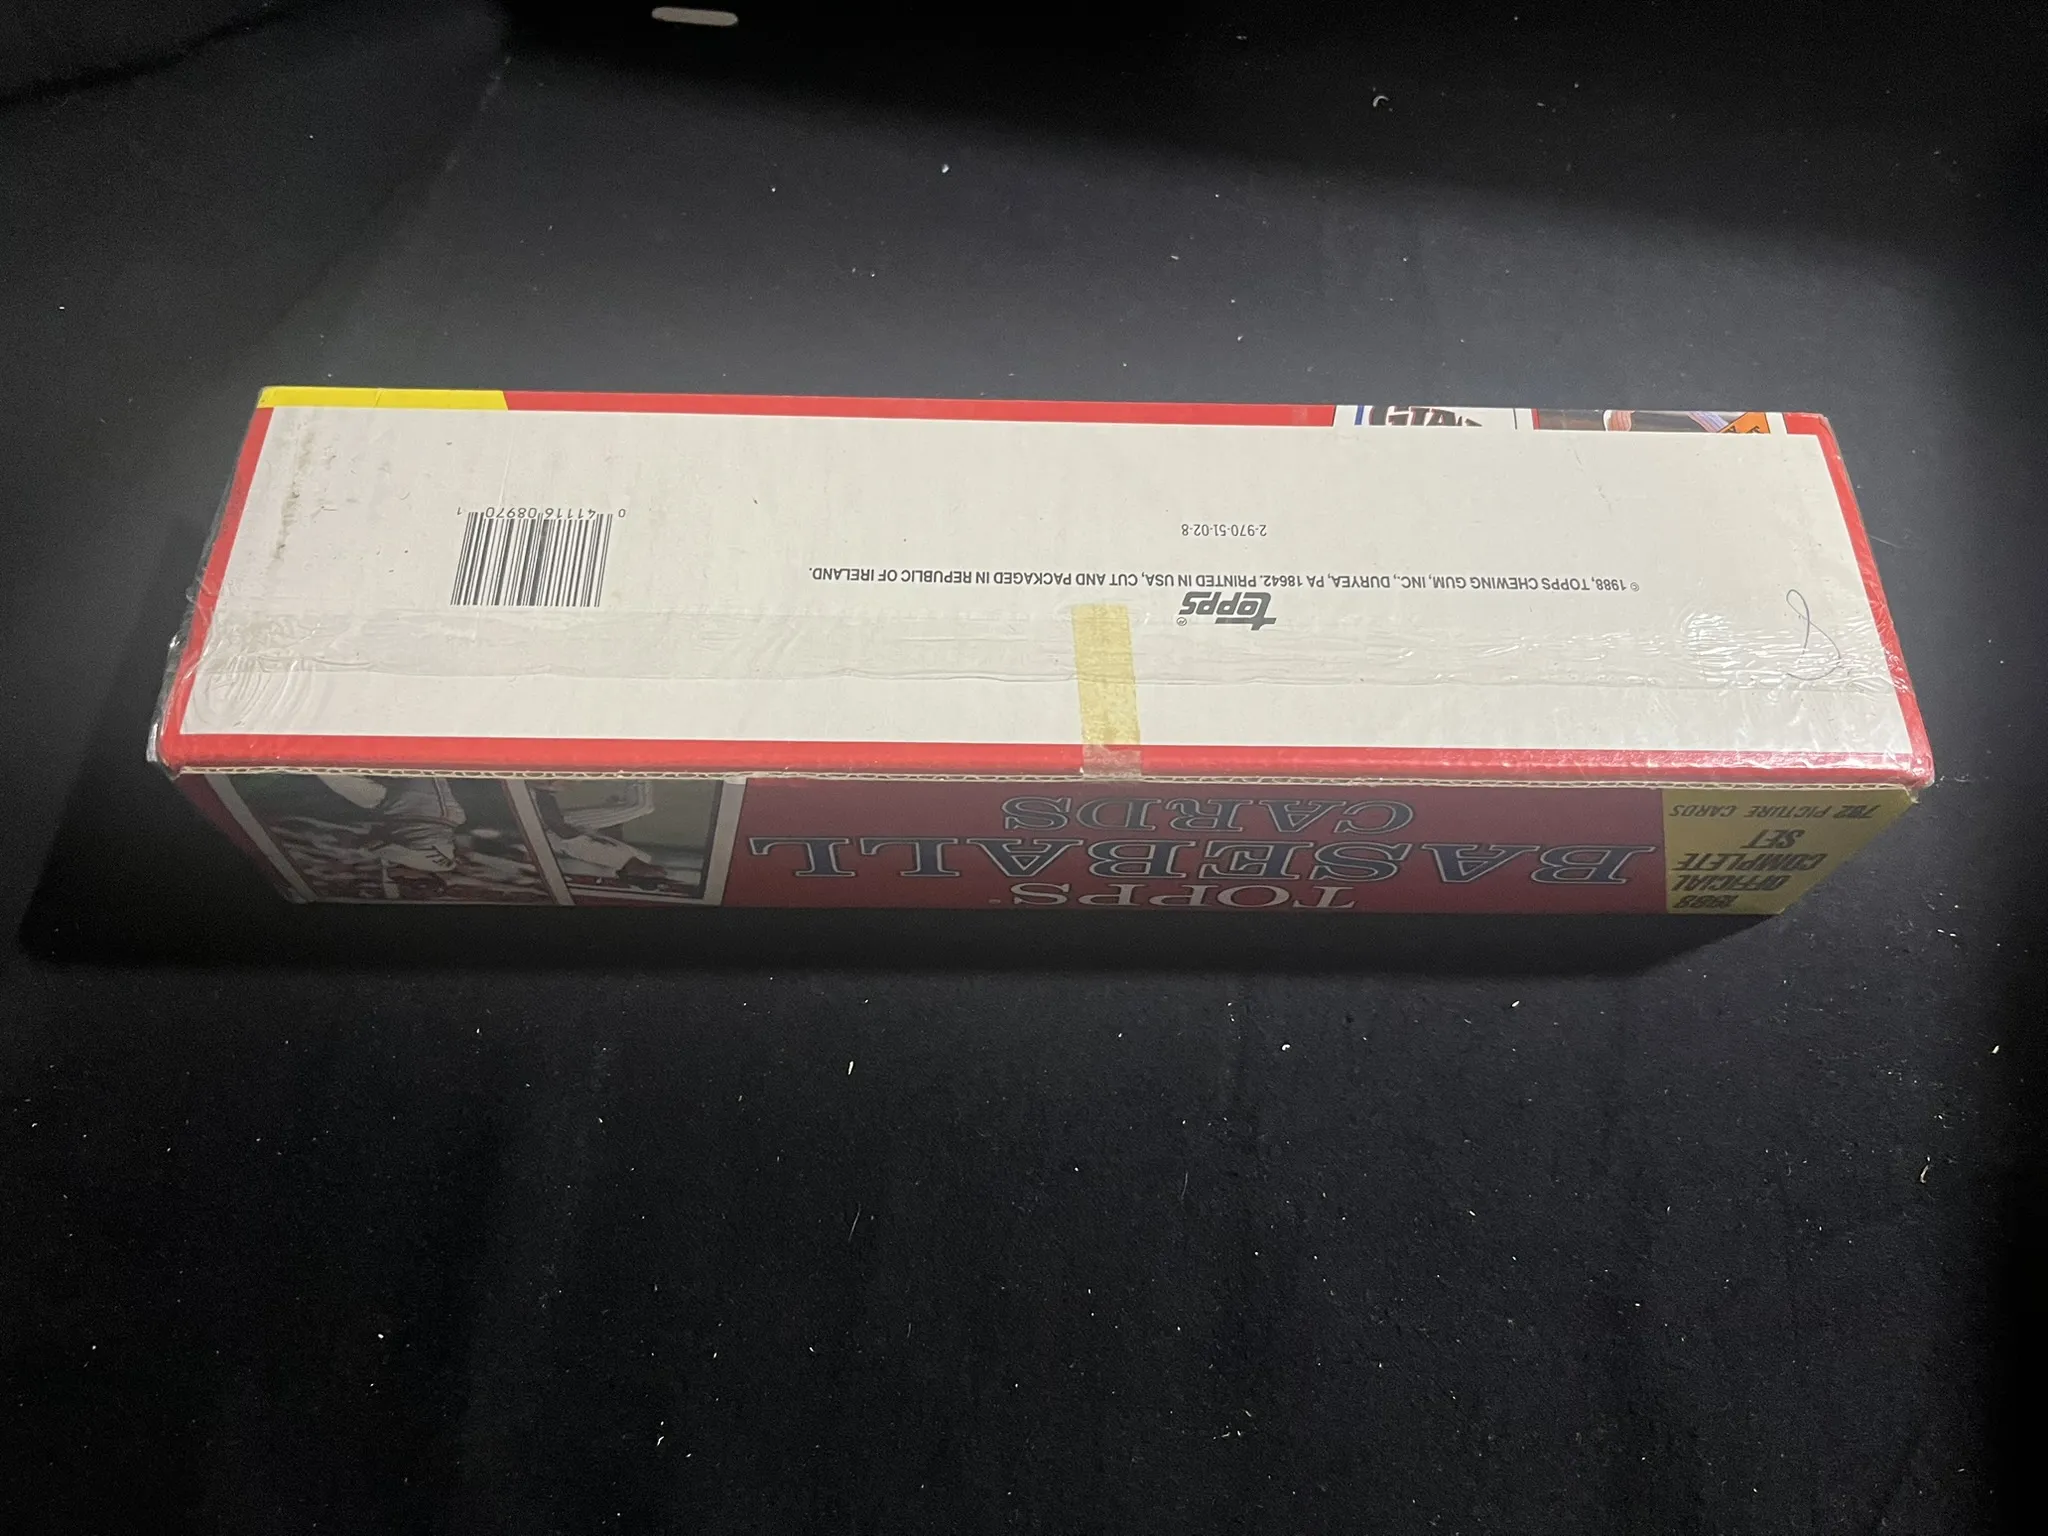 1988
OFFICIAL
COMPLETE
SET
792 PICTURE CARDS
TOPPS®
BASEBALL
CARDS
topps®
© 1988, TOPPS CHEWING GUM, INC., DURYEA, PA 18642. PRINTED IN USA, CUT AND PACKAGED IN REPUBLIC OF IRELAND.
2-970-51-02-8
0 41116 08970 1